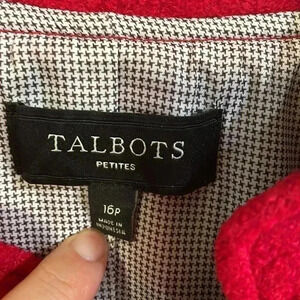 TALBOTS
PETITES
16P
MADE IN
INDONESIA